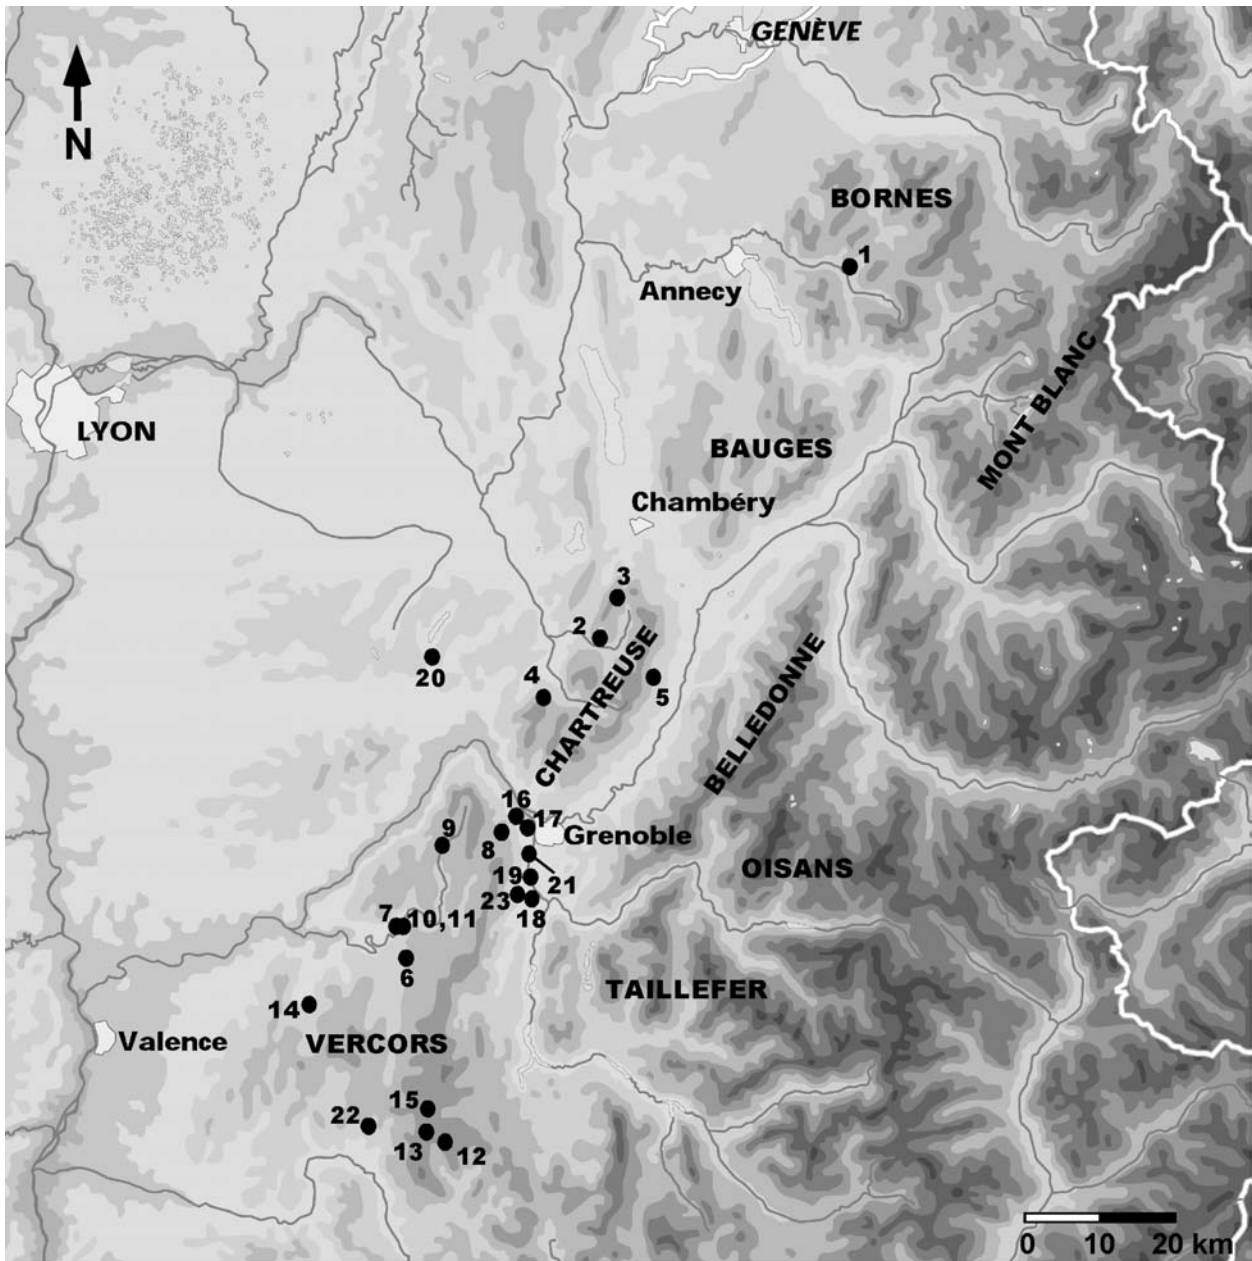 GENÈVE
N
BORNES
1
Annecy
MONT BLANC
LYON
BAUGES
Chambéry
3
2
CHARTREUSE
20
4
5
BELLEDONNE
16
17
9
8
Grenoble
OISANS
19
21
23
18
7
10,11
6
TAILLEFER
14
Valence
VERCORS
15
22
13
12
0 10 20 km